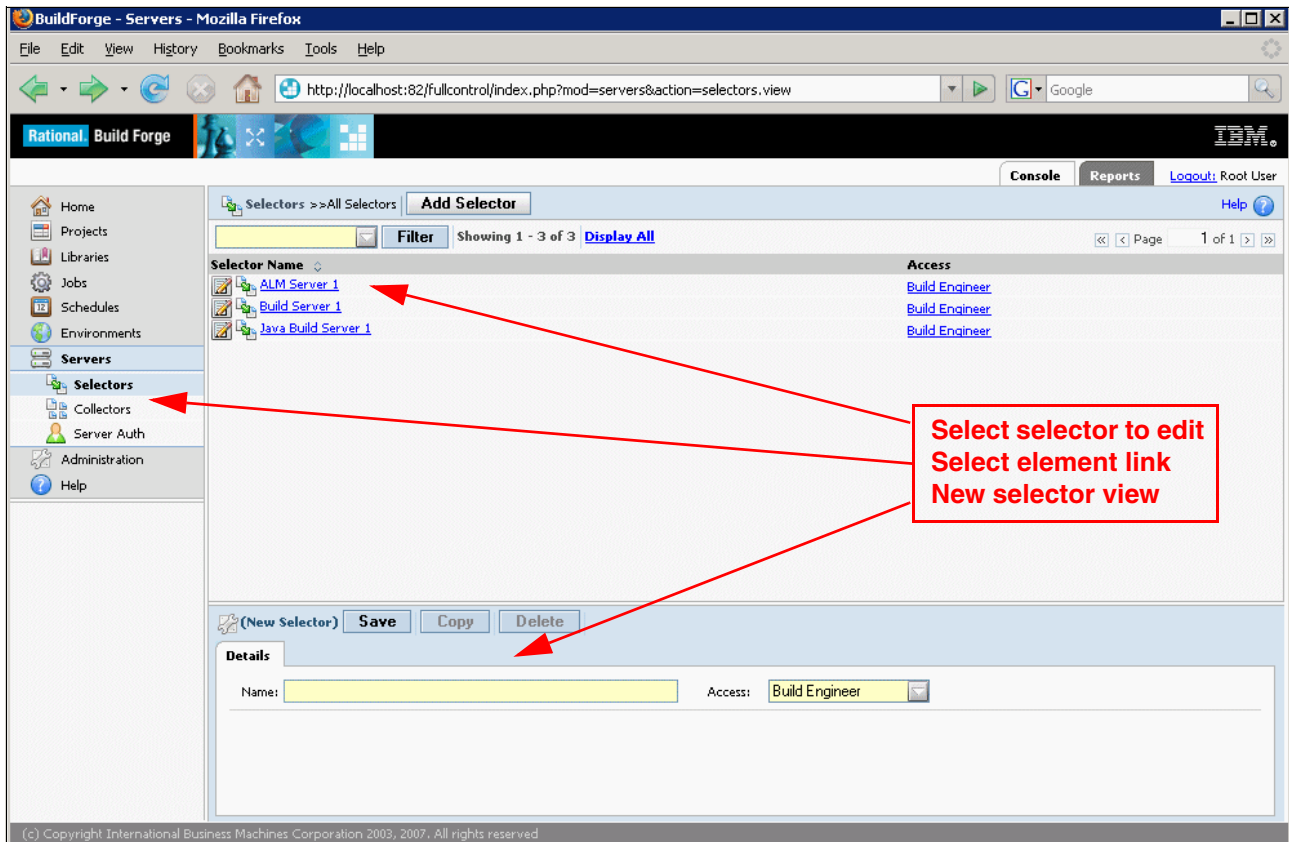 BuildForge - Servers - Mozilla Firefox
File Edit View History Bookmarks Tools Help
http://localhost:82/fullcontrol/index.php?mod=servers&action=selectors.view
G Google
Rational. Build Forge
IBM.
Console Reports Logout: Root User
Home
Projects
Libraries
Jobs
12 Schedules
Environments
Servers
Selectors
Collectors
Server Auth
Administration
? Help
Selectors >>All Selectors Add Selector Help ?
Filter Showing 1 - 3 of 3 Display All « < Page 1 of 1 > »
Selector Name Access
ALM Server 1 Build Engineer
Build Server 1 Build Engineer
Java Build Server 1 Build Engineer
Select selector to edit
Select element link
New selector view
(New Selector) Save Copy Delete
Details
Name: Access: Build Engineer
(c) Copyright International Business Machines Corporation 2003, 2007. All rights reserved